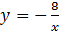 y = − 8/x